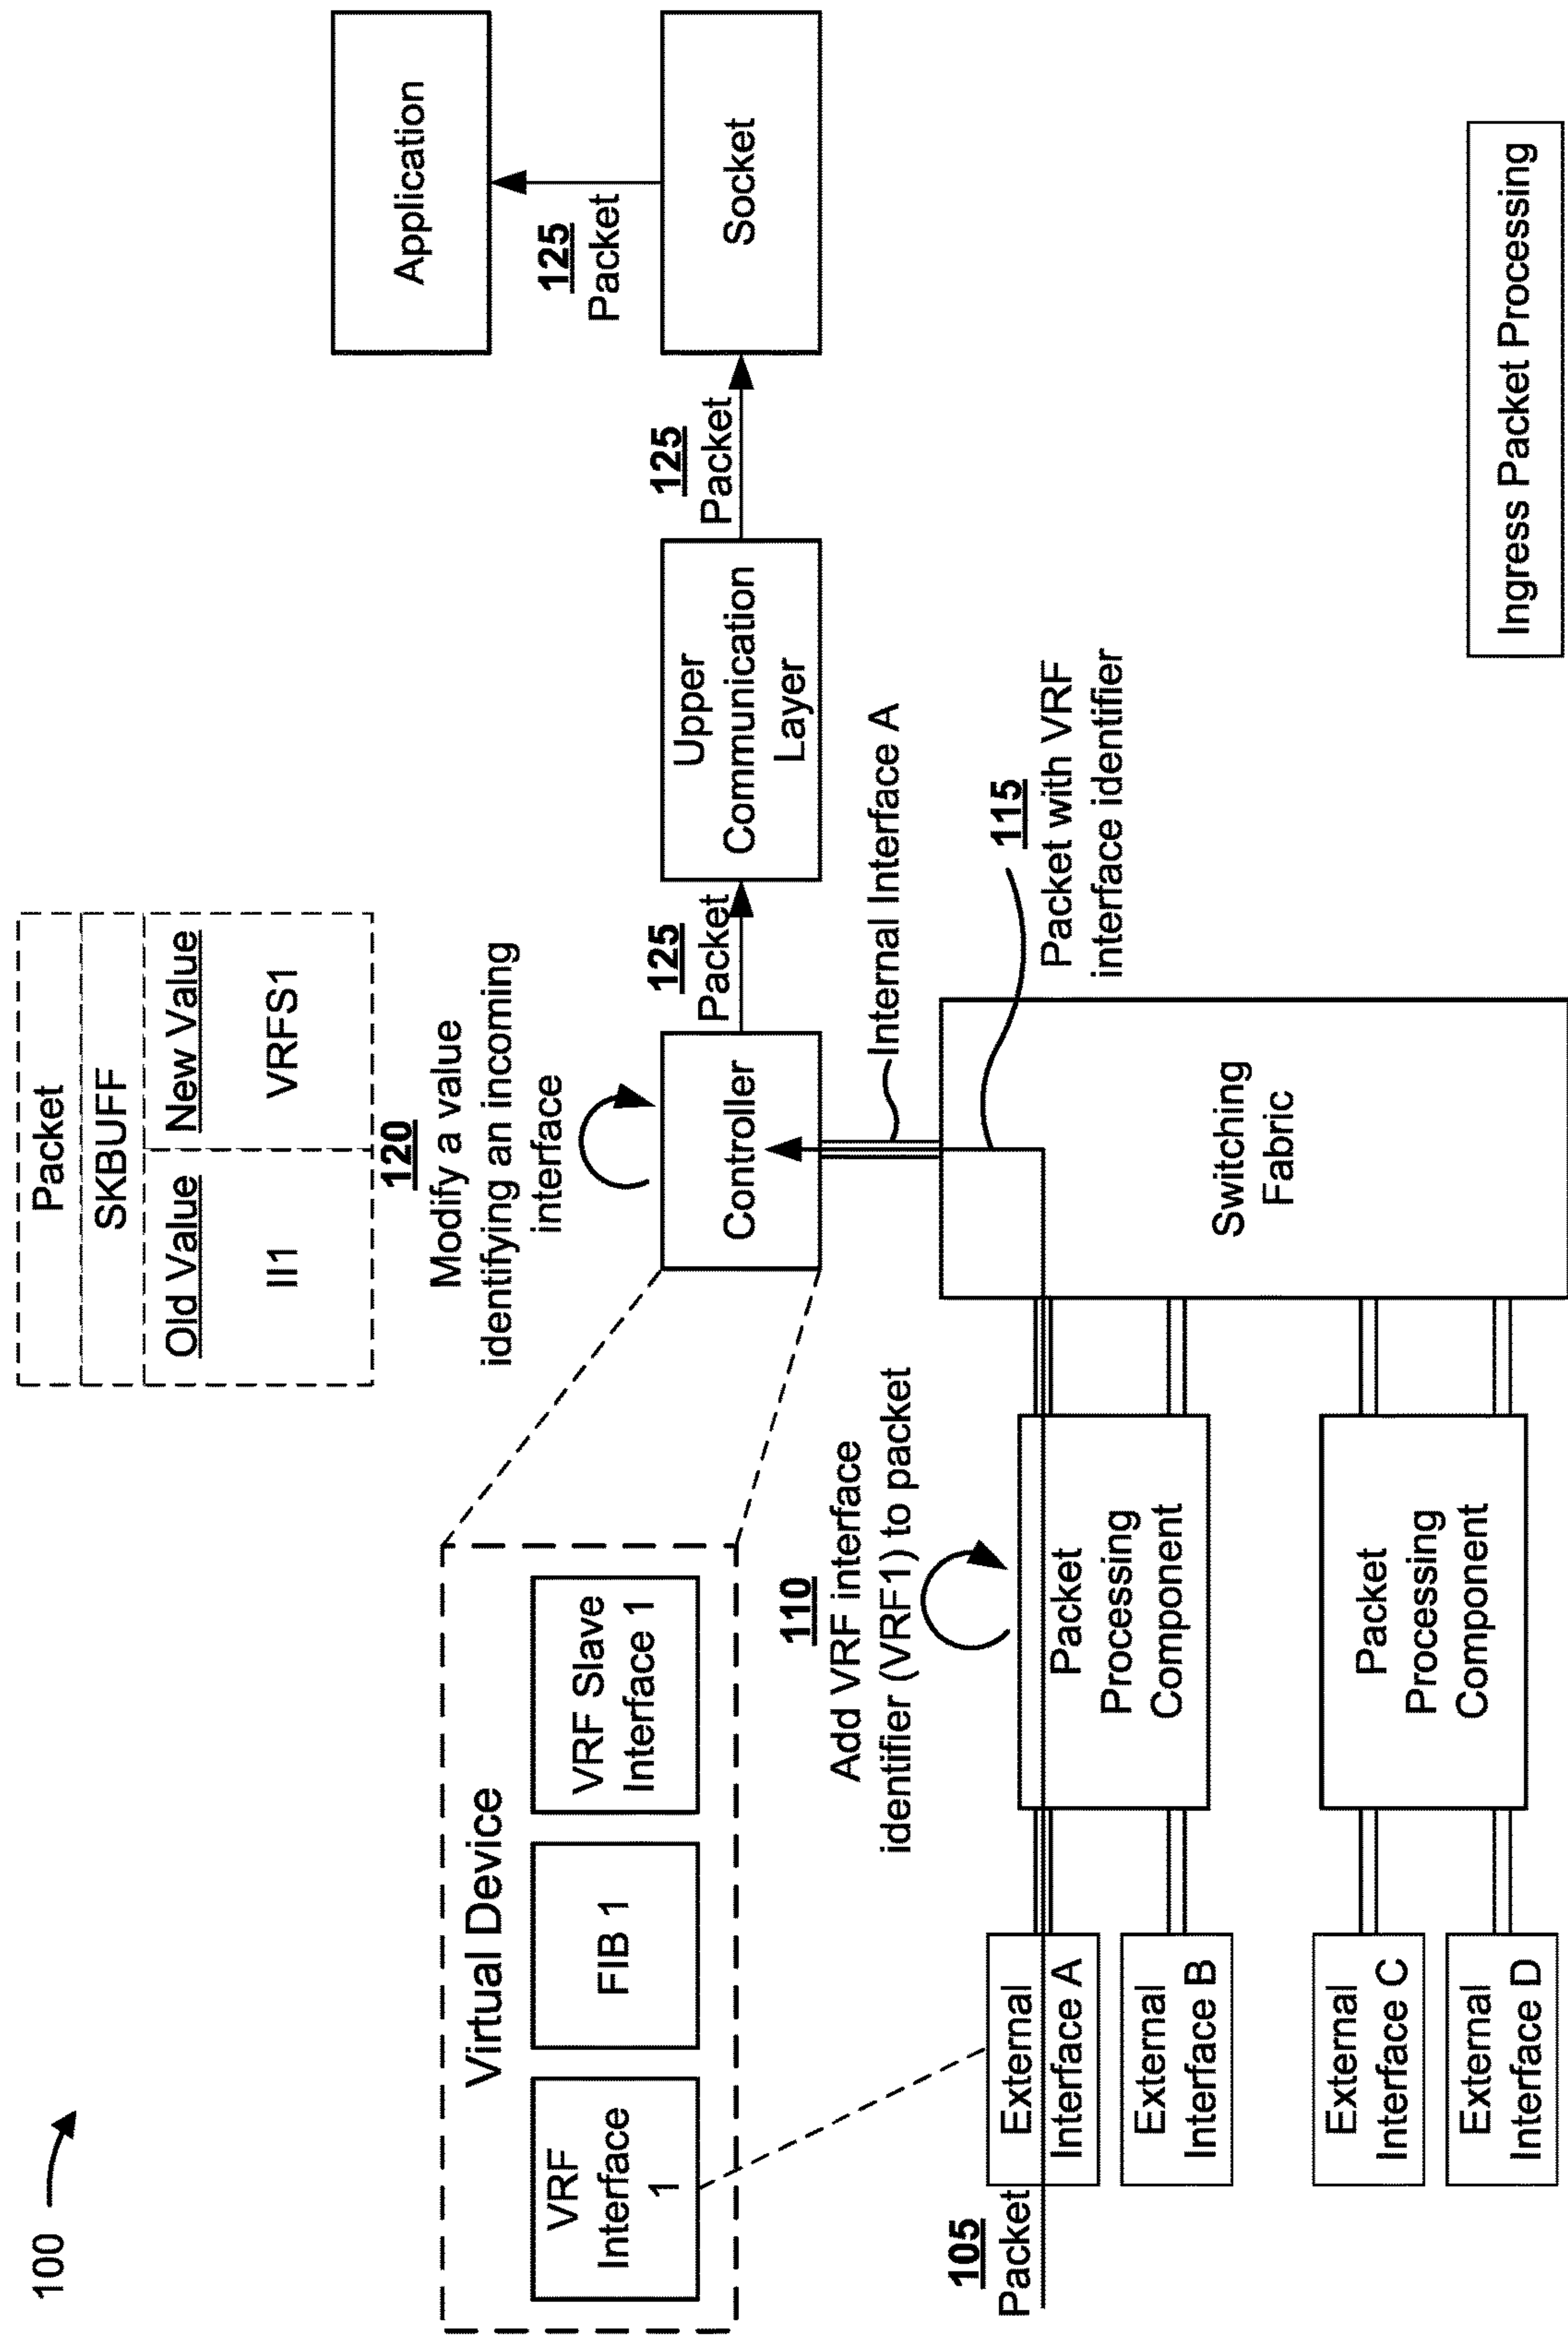 100
Packet
SKBUFF
Old Value
New Value
II1
VRFS1
120
Modify a value
identifying an incoming
interface
Application
125
Packet
Socket
Virtual Device
VRF
Interface
1
FIB 1
VRF Slave
Interface 1
Controller
125
Packet
Upper
Communication
Layer
125
Packet
110
Add VRF interface
identifier (VRF1) to packet
Internal Interface A
115
Packet with VRF
interface identifier
105
Packet
External
Interface A
External
Interface B
External
Interface C
External
Interface D
Packet
Processing
Component
Packet
Processing
Component
Switching
Fabric
Ingress Packet Processing